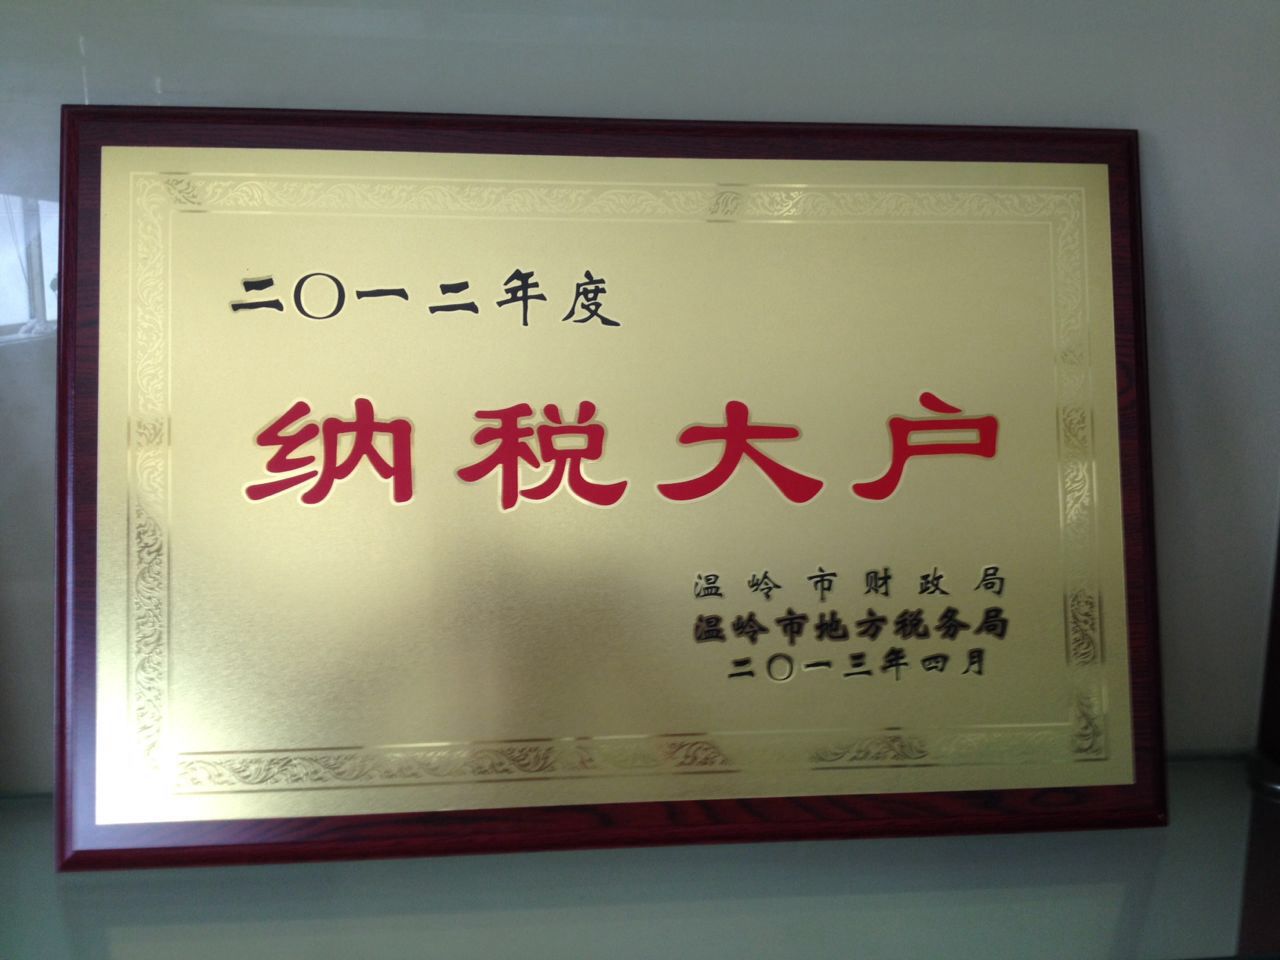 二〇一二年度
纳税大户
温岭市财政局
温岭市地方税务局
二〇一三年四月